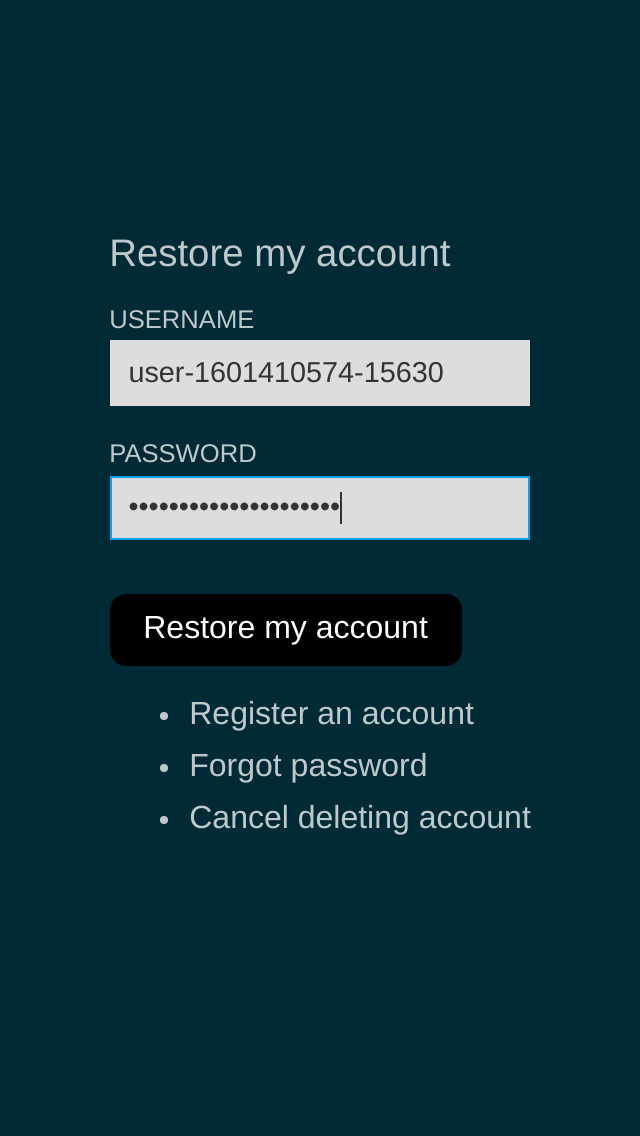 Restore my account
USERNAME
user-1601410574-15630
PASSWORD
•••••••••••••••••••••
Restore my account
• Register an account
• Forgot password
• Cancel deleting account